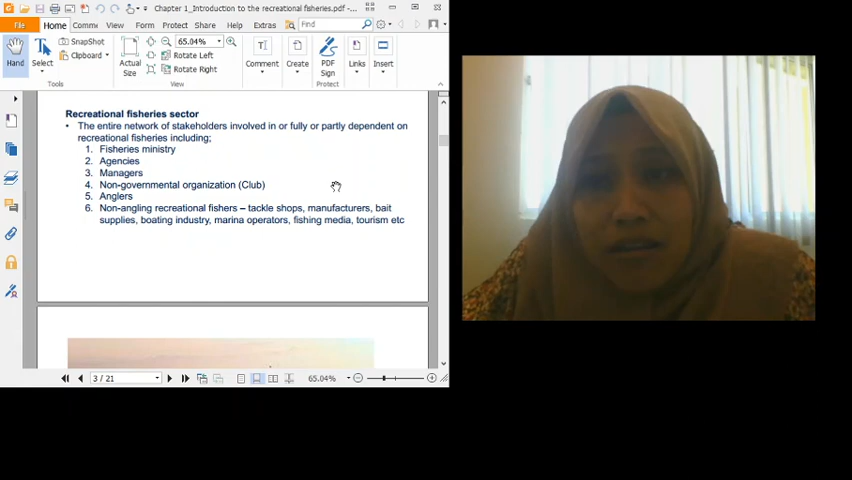 Chapter 1_Introduction to the recreational fisheries.pdf -...
File Home Comment View Form Protect Share Help Extras Find
Hand
Select
SnapShot
Clipboard
Tools
Actual Size
65.04%
Rotate Left
Rotate Right
View
Comment
Create
PDF Sign
Protect
Links
Insert
Recreational fisheries sector
• The entire network of stakeholders involved in or fully or partly dependent on
recreational fisheries including;
1. Fisheries ministry
2. Agencies
3. Managers
4. Non-governmental organization (Club)
5. Anglers
6. Non-angling recreational fishers – tackle shops, manufacturers, bait
supplies, boating industry, marina operators, fishing media, tourism etc
3 / 21
65.04%